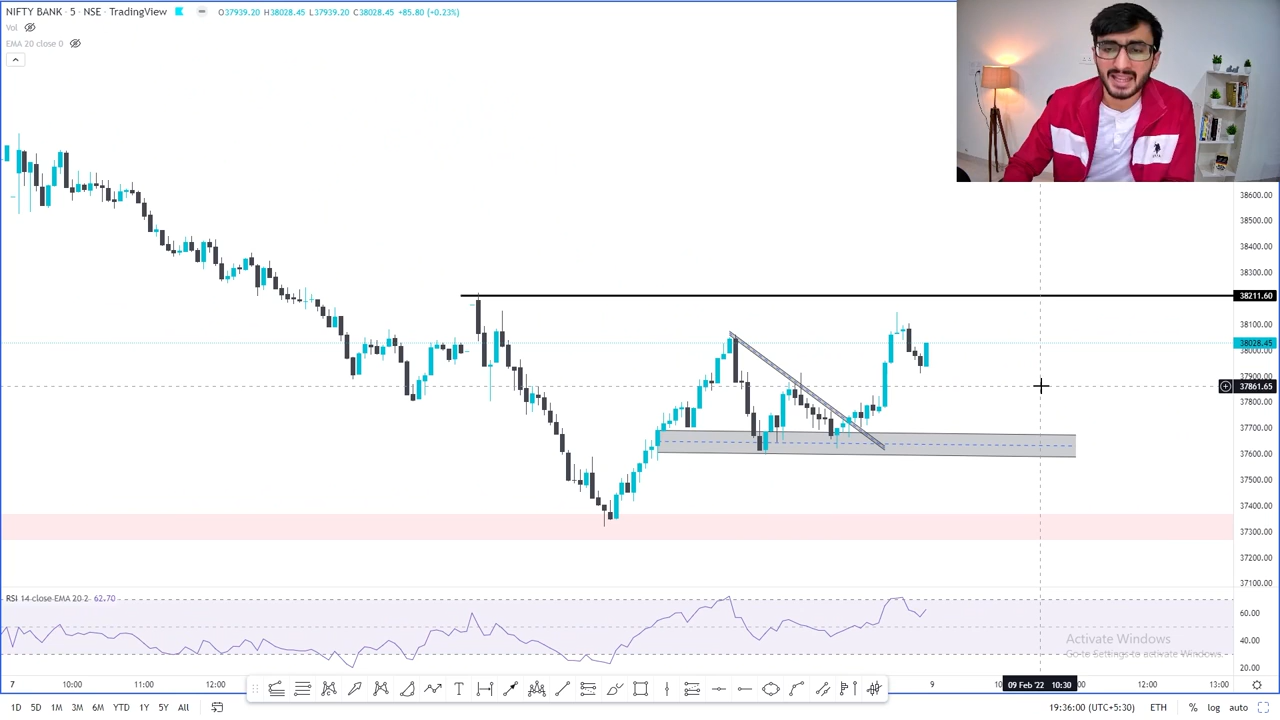 NIFTY BANK · 5 · NSE · TradingView O37939.20 H38028.45 L37939.20 C38028.45 +85.80 (+0.23%)
Vol
EMA 20 close 0
38600.00
38500.00
38400.00
38300.00
38211.60
38100.00
38028.45
38000.00
37900.00
37861.65
37800.00
37700.00
37600.00
37500.00
37400.00
37300.00
37200.00
37100.00
RSI 14 close EMA 20 2 62.70
60.00
40.00
20.00
Activate Windows
Go to Settings to activate Windows.
7 10:00 11:00 12:00 9 09 Feb '22 10:30 12:00 13:00
1D 5D 1M 3M 6M YTD 1Y 5Y All 19:36:00 (UTC+5:30) ETH % log auto